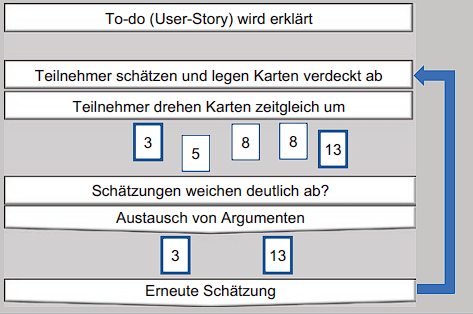 To-do (User-Story) wird erklärt
Teilnehmer schätzen und legen Karten verdeckt ab
Teilnehmer drehen Karten zeitgleich um
3 5 8 8 13
Schätzungen weichen deutlich ab?
Austausch von Argumenten
3 13
Erneute Schätzung